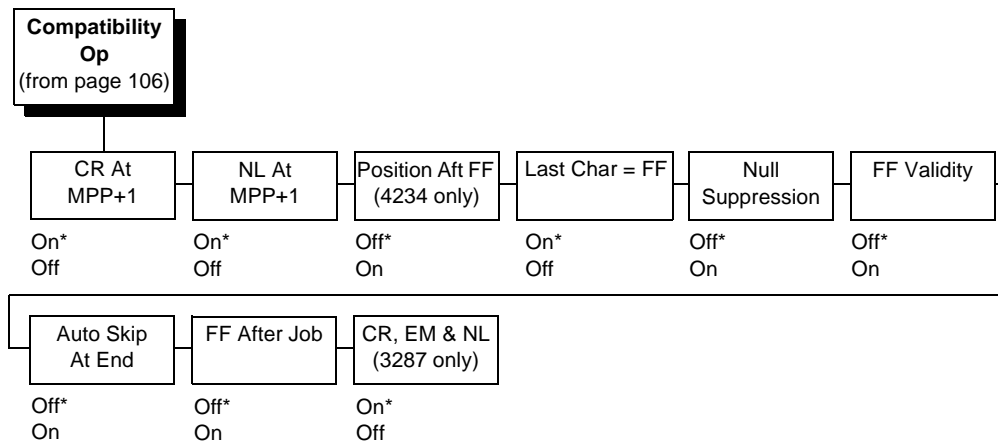 Compatibility
Op
(from page 106)
CR At
MPP+1
On*
Off
NL At
MPP+1
On*
Off
Position Aft FF
(4234 only)
Off*
On
Last Char = FF
On*
Off
Null
Suppression
Off*
On
FF Validity
Off*
On
Auto Skip
At End
Off*
On
FF After Job
Off*
On
CR, EM & NL
(3287 only)
On*
Off